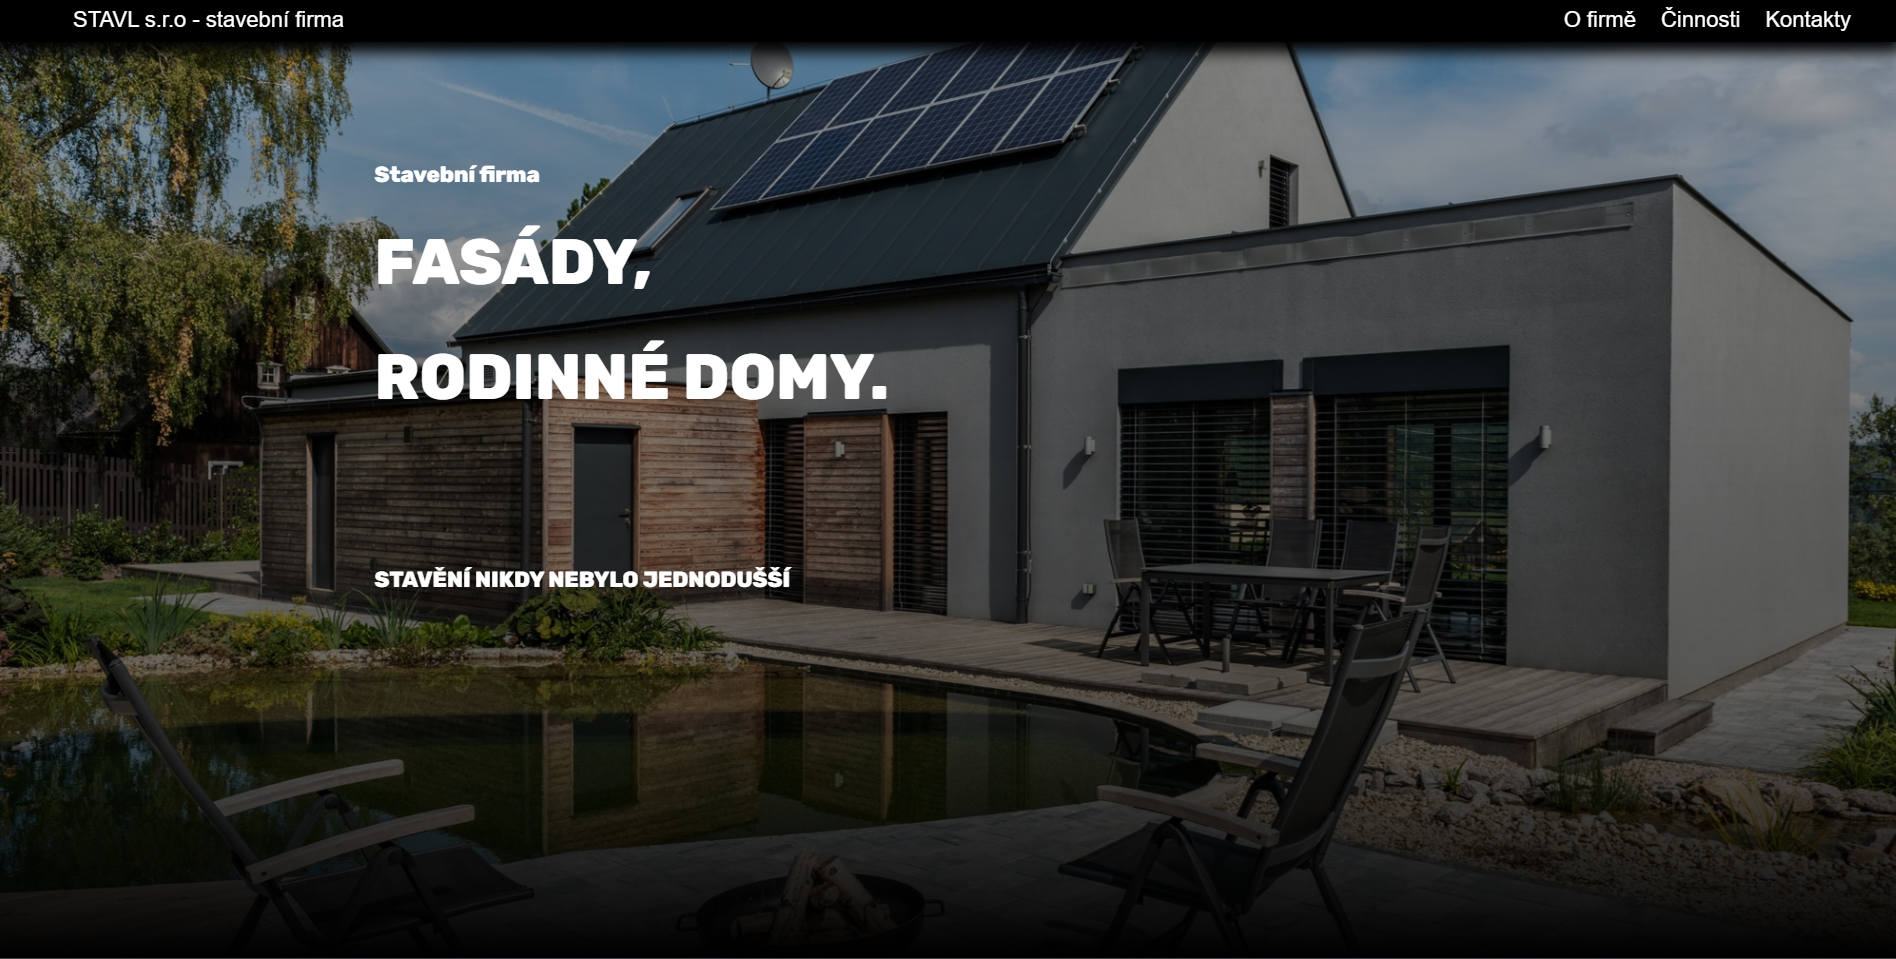 STAVL s.r.o - stavební firma
O firmě Činnosti Kontakty
Stavební firma
FASÁDY,
RODINNÉ DOMY.
STAVĚNÍ NIKDY NEBYLO JEDNODUŠŠÍ